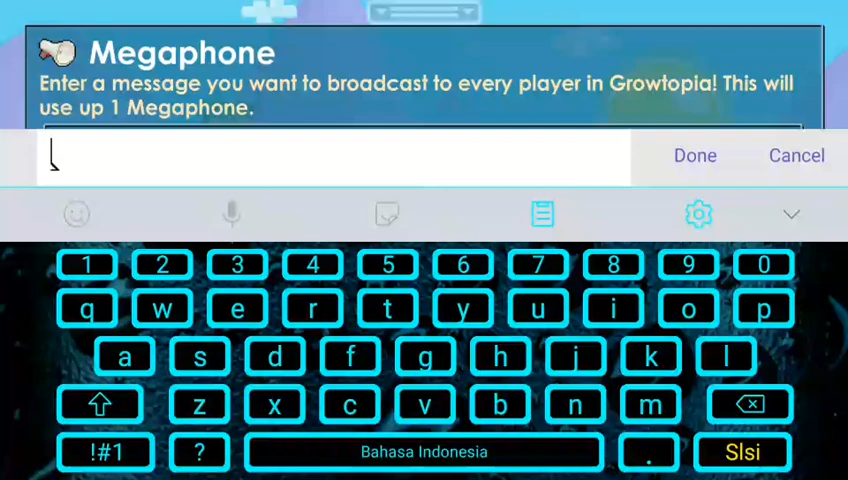 Megaphone
Enter a message you want to broadcast to every player in Growtopia! This will
use up 1 Megaphone.
Done Cancel
1 2 3 4 5 6 7 8 9 0
q w e r t y u i o p
a s d f g h j k l
z x c v b n m
!#1 ? Bahasa Indonesia . Slsi